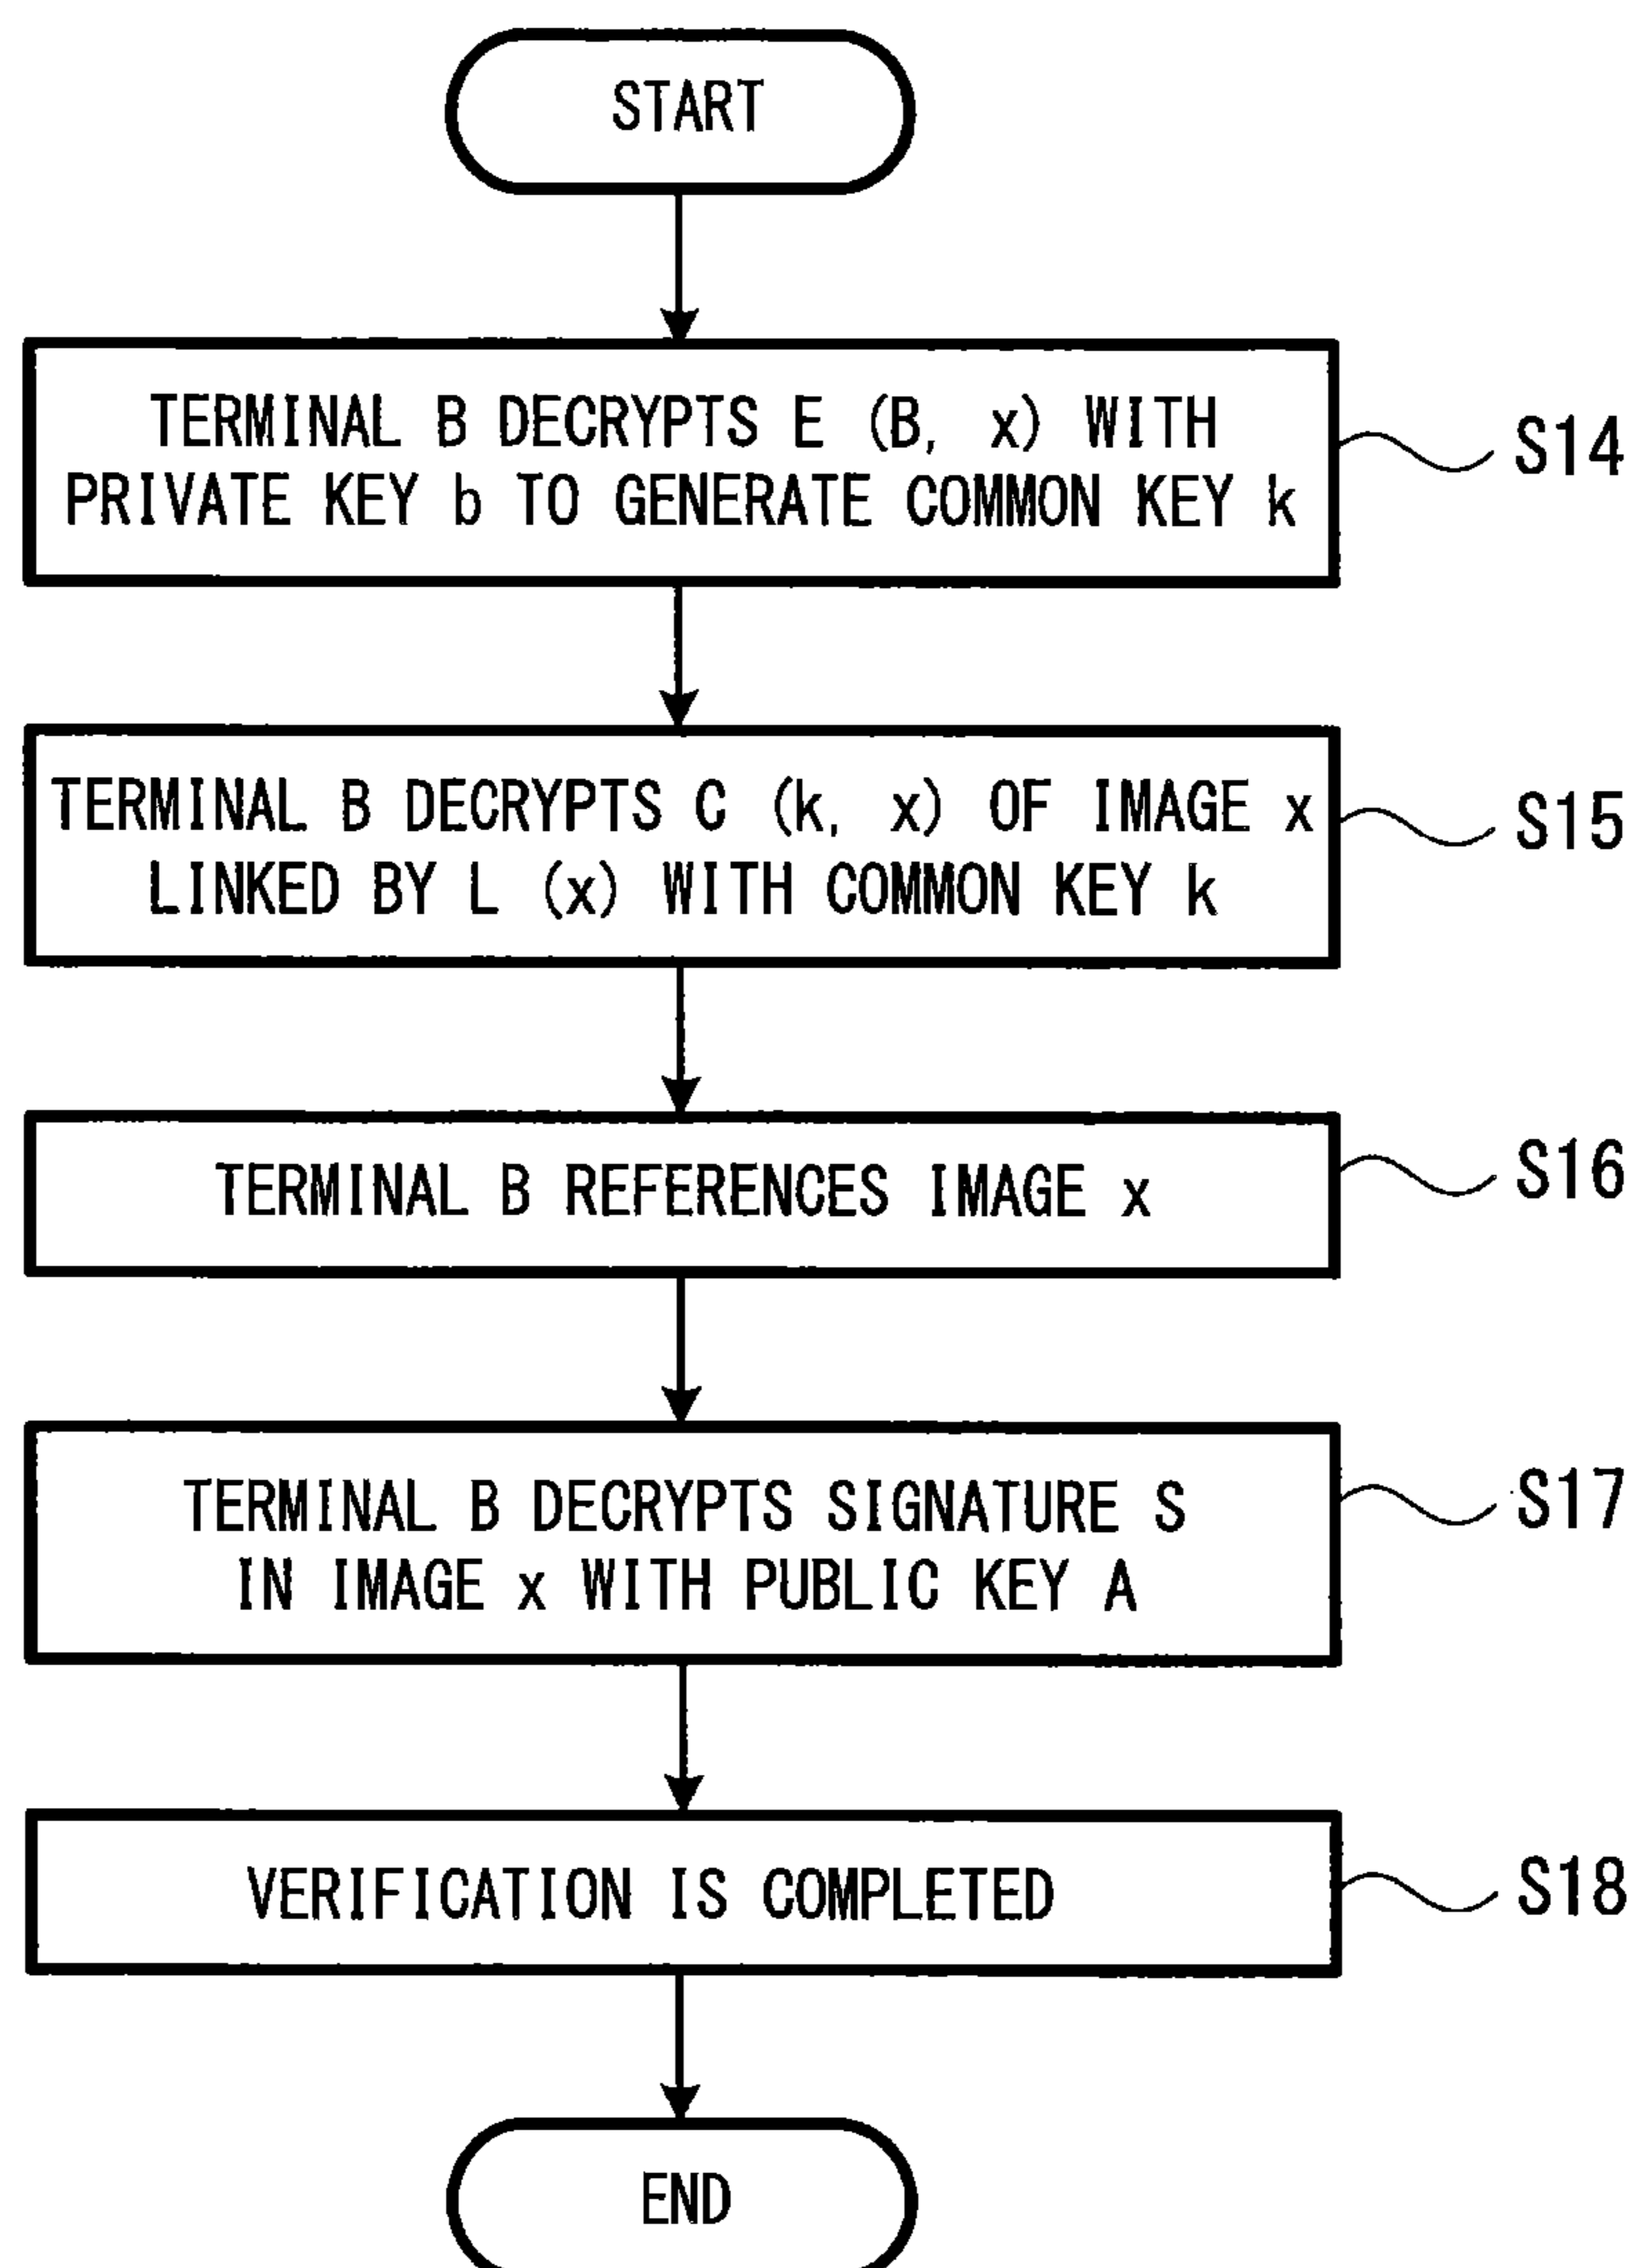 START
TERMINAL B DECRYPTS E (B, x) WITH
PRIVATE KEY b TO GENERATE COMMON KEY k
S14
TERMINAL B DECRYPTS C (k, x) OF IMAGE x
LINKED BY L (x) WITH COMMON KEY k
S15
TERMINAL B REFERENCES IMAGE x
S16
TERMINAL B DECRYPTS SIGNATURE S
IN IMAGE x WITH PUBLIC KEY A
S17
VERIFICATION IS COMPLETED
S18
END